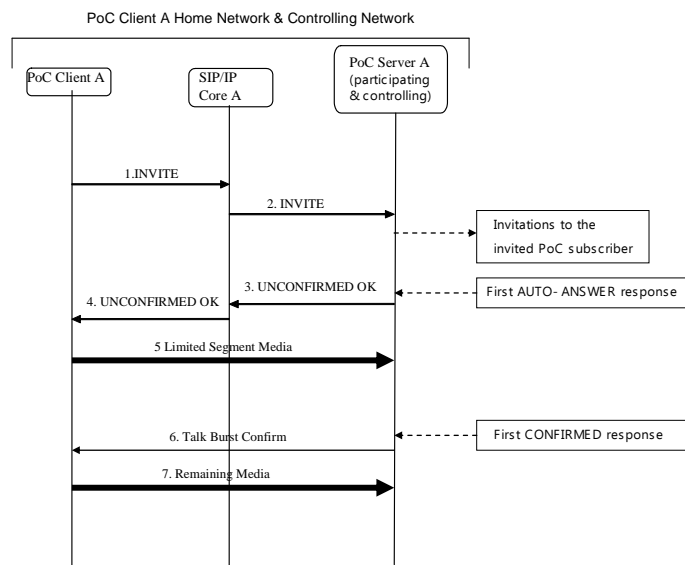 PoC Client A Home Network & Controlling Network
PoC Client A
SIP/IP
Core A
PoC Server A
(participating
& controlling)
1.INVITE
2. INVITE
Invitations to the
invited PoC subscriber
3. UNCONFIRMED OK
First AUTO- ANSWER response
4. UNCONFIRMED OK
5 Limited Segment Media
First CONFIRMED response
6. Talk Burst Confirm
7. Remaining Media